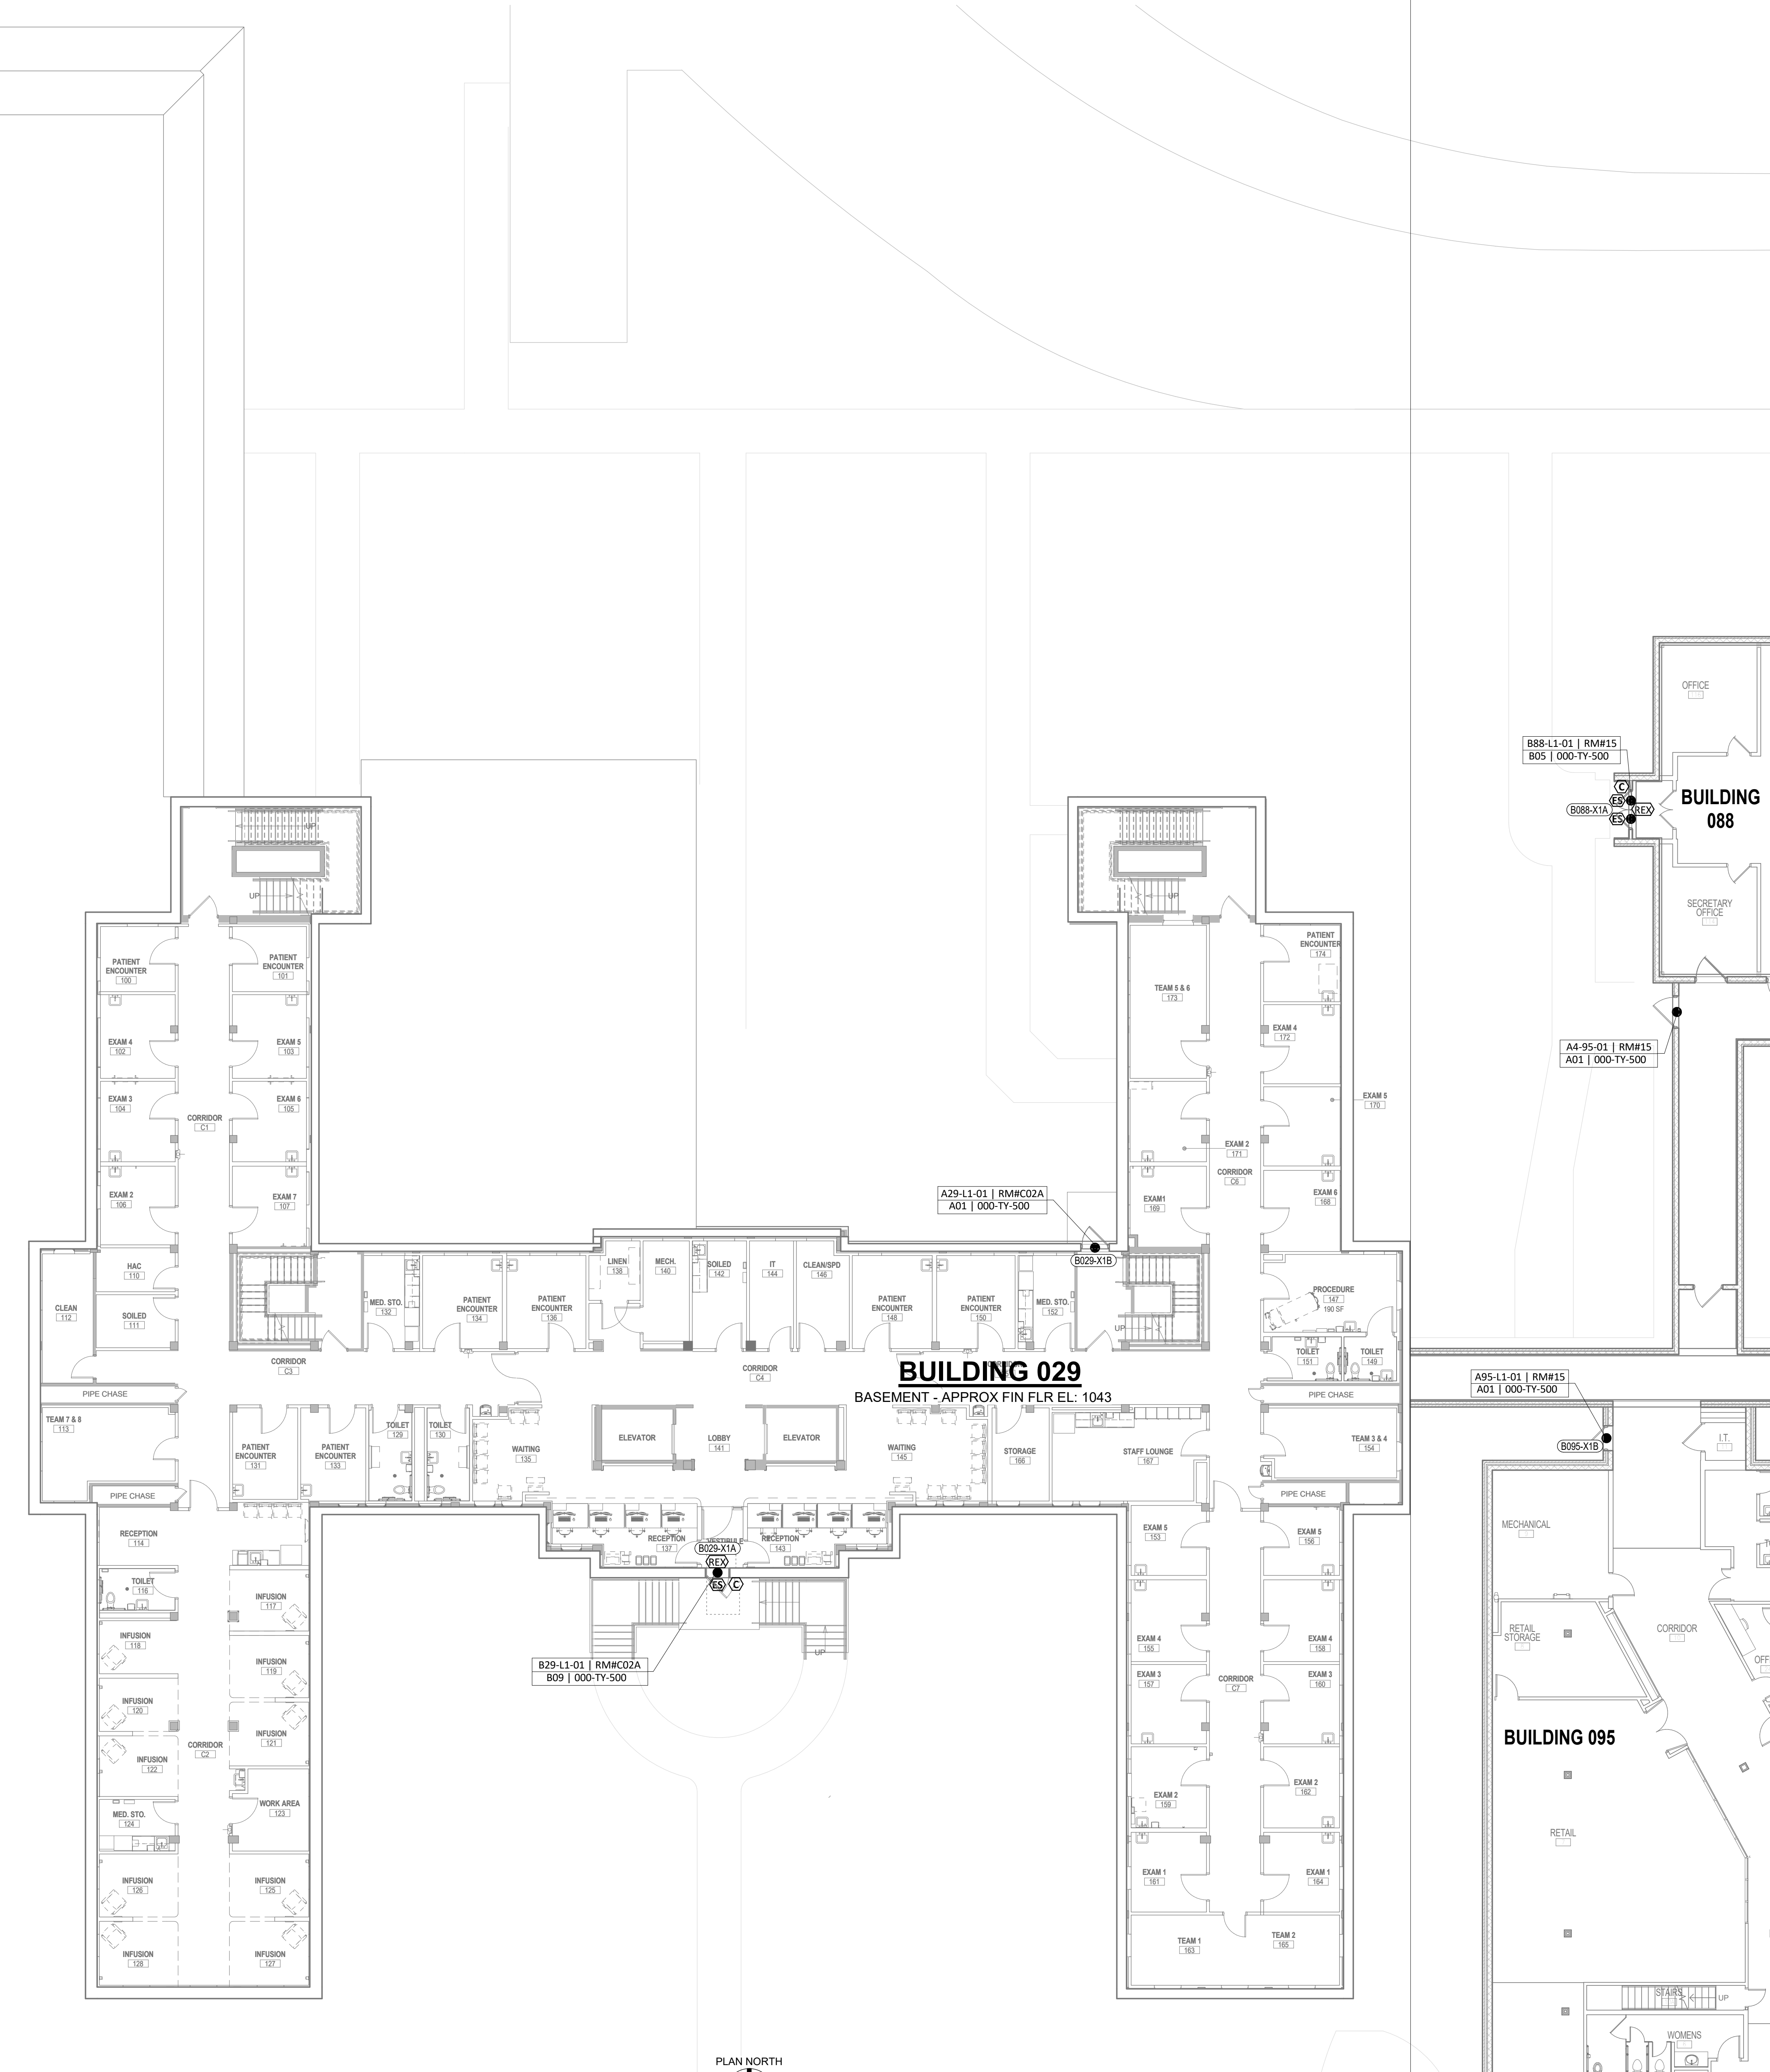 OFFICE
B88-L1-01 | RM#15
B05 | 000-TY-500
C
ES
B088-X1A
REX
ES
BUILDING
088
UP
UP
UP
SECRETARY
OFFICE
PATIENT
ENCOUNTER
100
PATIENT
ENCOUNTER
101
PATIENT
ENCOUNTER
174
TEAM 5 & 6
173
EXAM 4
102
EXAM 5
103
EXAM 4
172
A4-95-01 | RM#15
A01 | 000-TY-500
EXAM 3
104
EXAM 6
105
EXAM 5
170
CORRIDOR
C1
EXAM 2
171
CORRIDOR
C8
EXAM 2
106
EXAM 7
107
A29-L1-01 | RM#C02A
A01 | 000-TY-500
EXAM1
169
EXAM 6
168
B029-X1B
HAC
110
LINEN
138
MECH.
140
SOILED
142
IT
144
CLEAN/SPD
146
CLEAN
112
SOILED
111
MED. STO.
132
PATIENT
ENCOUNTER
134
PATIENT
ENCOUNTER
136
PATIENT
ENCOUNTER
148
PATIENT
ENCOUNTER
150
MED. STO.
152
UP
PROCEDURE
147
190 SF
CORRIDOR
C3
CORRIDOR
C4
BUILDING 029
BASEMENT - APPROX FIN FLR EL: 1043
TOILET
151
TOILET
149
PIPE CHASE
PIPE CHASE
A95-L1-01 | RM#15
A01 | 000-TY-500
B095-X1B
I.T.
TEAM 7 & 8
113
PATIENT
ENCOUNTER
131
PATIENT
ENCOUNTER
133
TOILET
129
TOILET
130
WAITING
135
ELEVATOR
LOBBY
141
ELEVATOR
WAITING
145
STORAGE
166
STAFF LOUNGE
167
TEAM 3 & 4
154
PIPE CHASE
PIPE CHASE
RECEPTION
114
RECEPTION
137
VESTIBULE
RECEPTION
143
B029-X1A
REX
ES
C
EXAM 5
153
EXAM 5
156
MECHANICAL
TOILET
116
INFUSION
117
INFUSION
118
INFUSION
119
UP
EXAM 4
155
EXAM 4
158
RETAIL
STORAGE
CORRIDOR
B29-L1-01 | RM#C02A
B09 | 000-TY-500
EXAM 3
157
CORRIDOR
C7
EXAM 3
160
INFUSION
120
INFUSION
121
CORRIDOR
C2
INFUSION
122
BUILDING 095
MED. STO.
124
WORK AREA
123
EXAM 2
159
EXAM 2
162
RETAIL
INFUSION
126
INFUSION
125
EXAM 1
161
EXAM 1
164
INFUSION
128
INFUSION
127
TEAM 1
163
TEAM 2
165
STAIRS
UP
WOMENS
PLAN NORTH